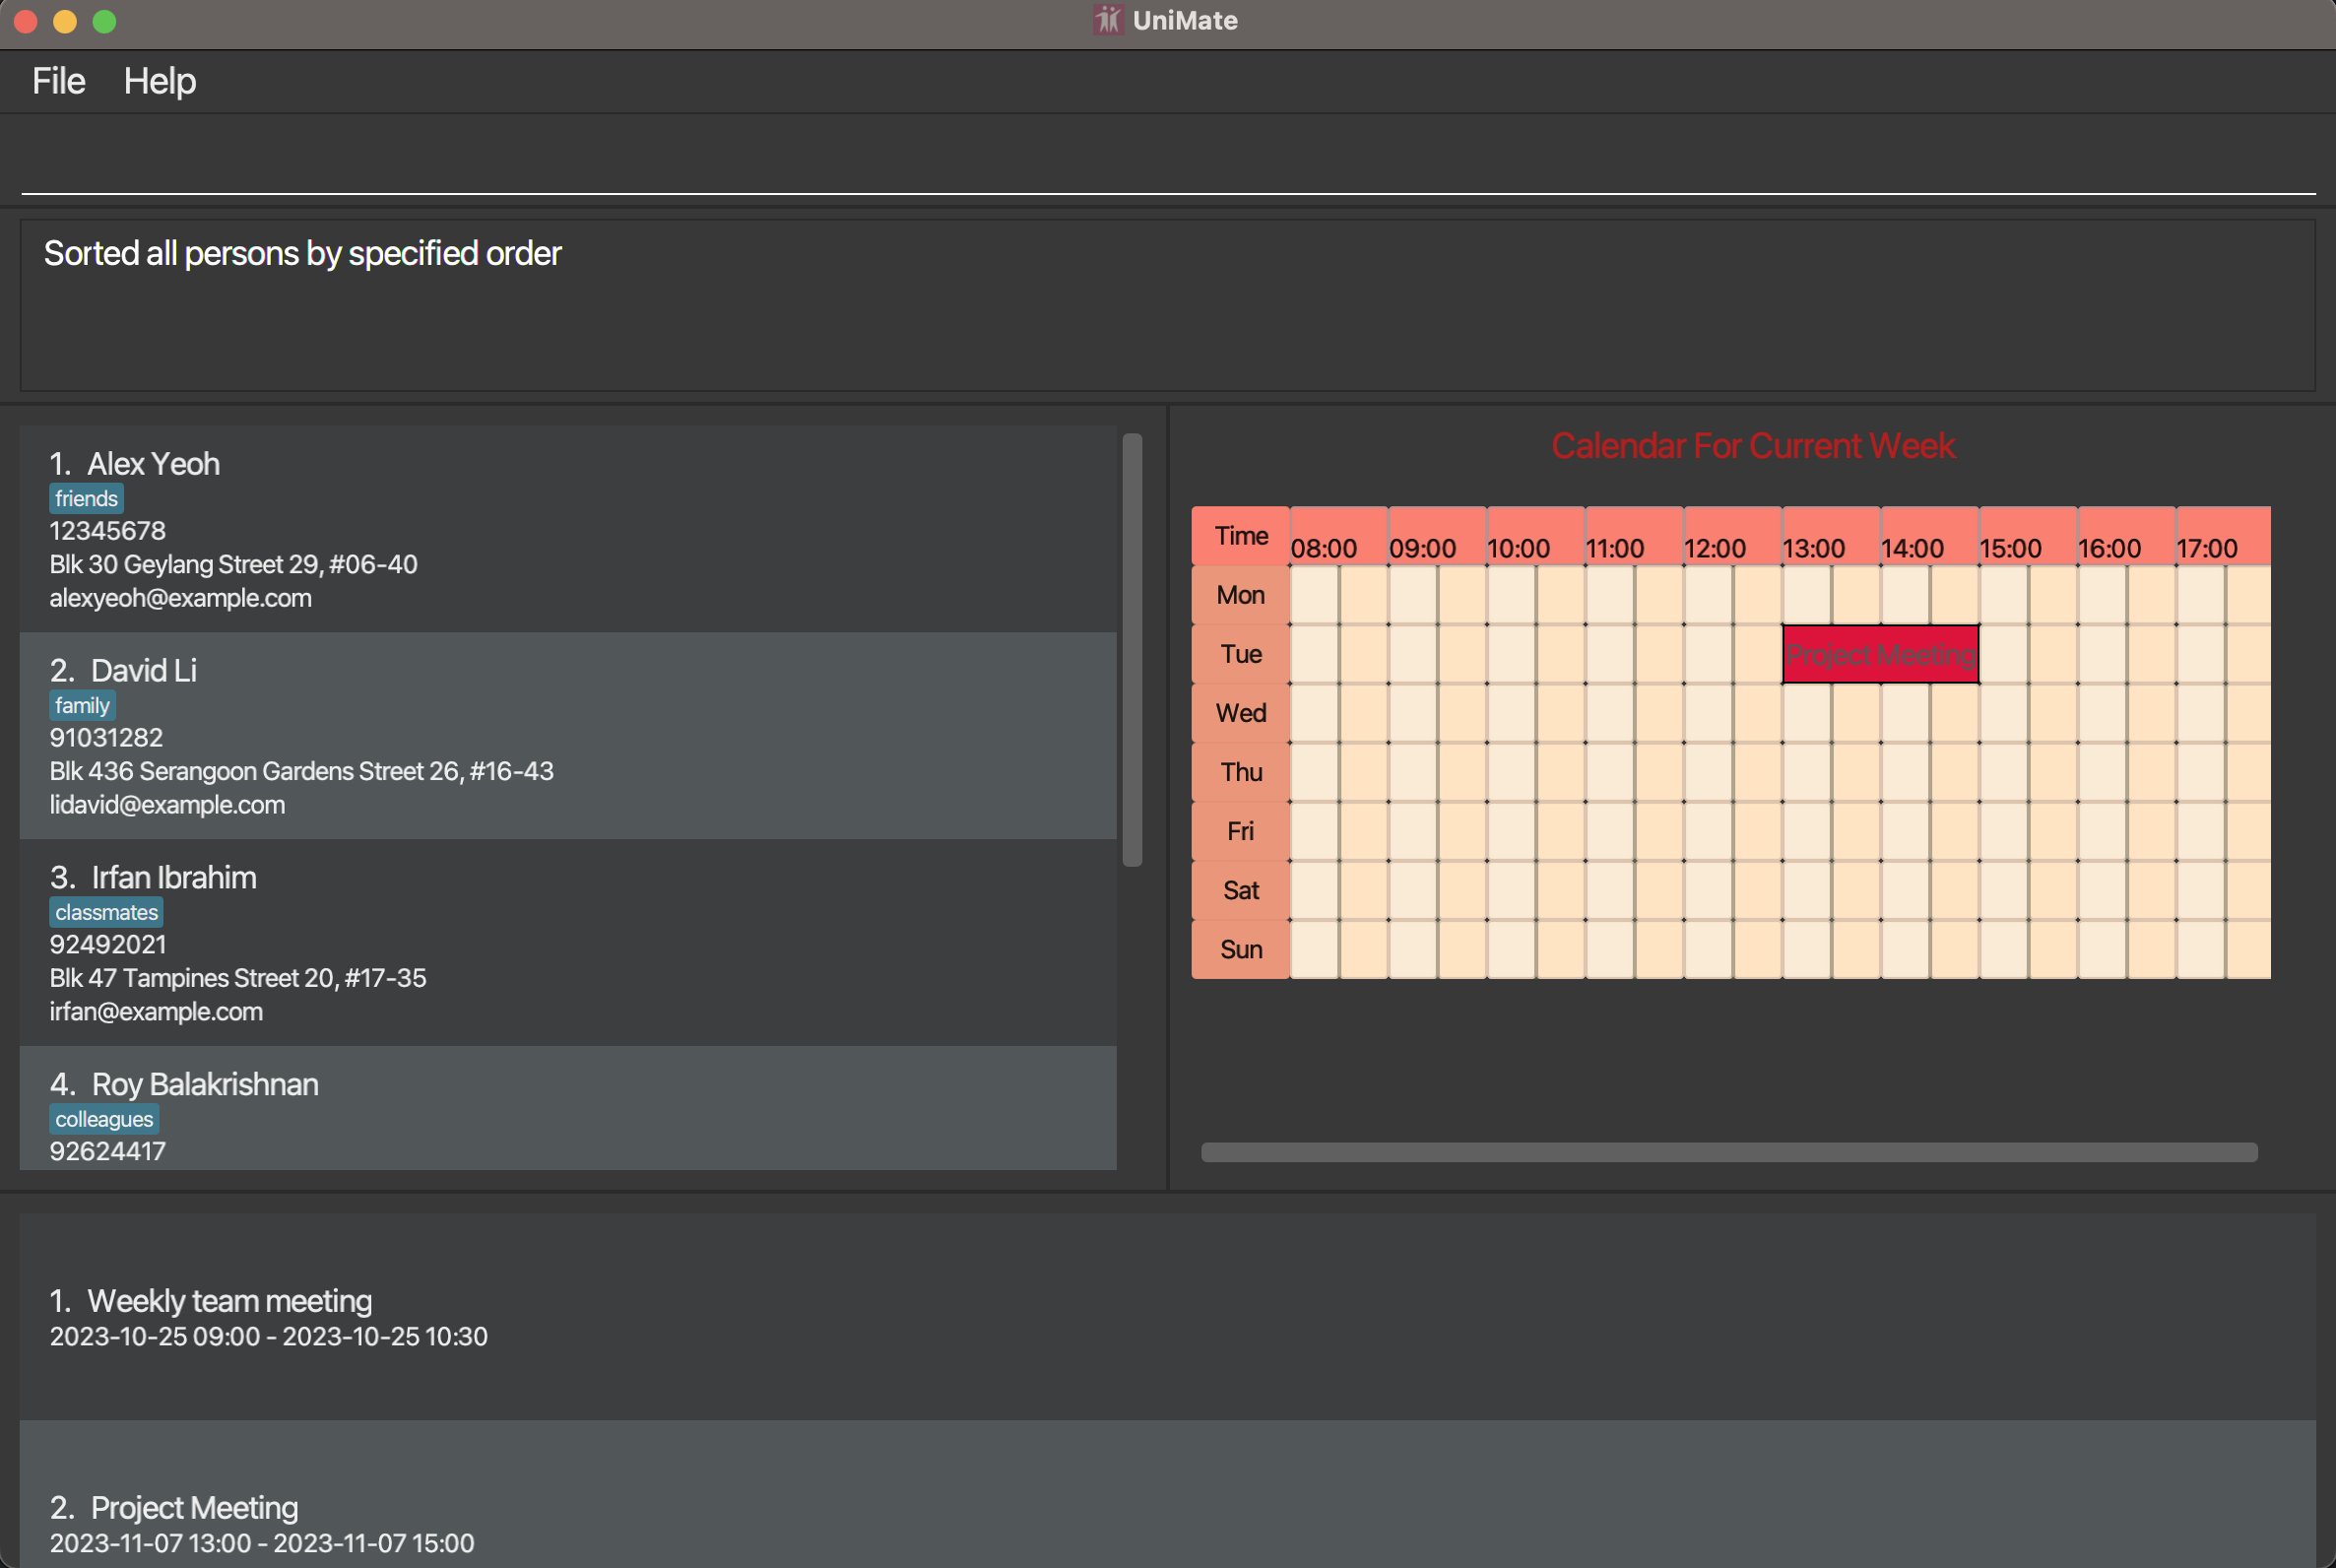 UniMate
File Help
Sorted all persons by specified order
1. Alex Yeoh
friends
12345678
Blk 30 Geylang Street 29, #06-40
alexyeoh@example.com
2. David Li
family
91031282
Blk 436 Serangoon Gardens Street 26, #16-43
lidavid@example.com
3. Irfan Ibrahim
classmates
92492021
Blk 47 Tampines Street 20, #17-35
irfan@example.com
4. Roy Balakrishnan
colleagues
92624417
Calendar For Current Week
Time 08:00 09:00 10:00 11:00 12:00 13:00 14:00 15:00 16:00 17:00
Mon
Tue Project Meeting
Wed
Thu
Fri
Sat
Sun
1. Weekly team meeting
2023-10-25 09:00 - 2023-10-25 10:30
2. Project Meeting
2023-11-07 13:00 - 2023-11-07 15:00